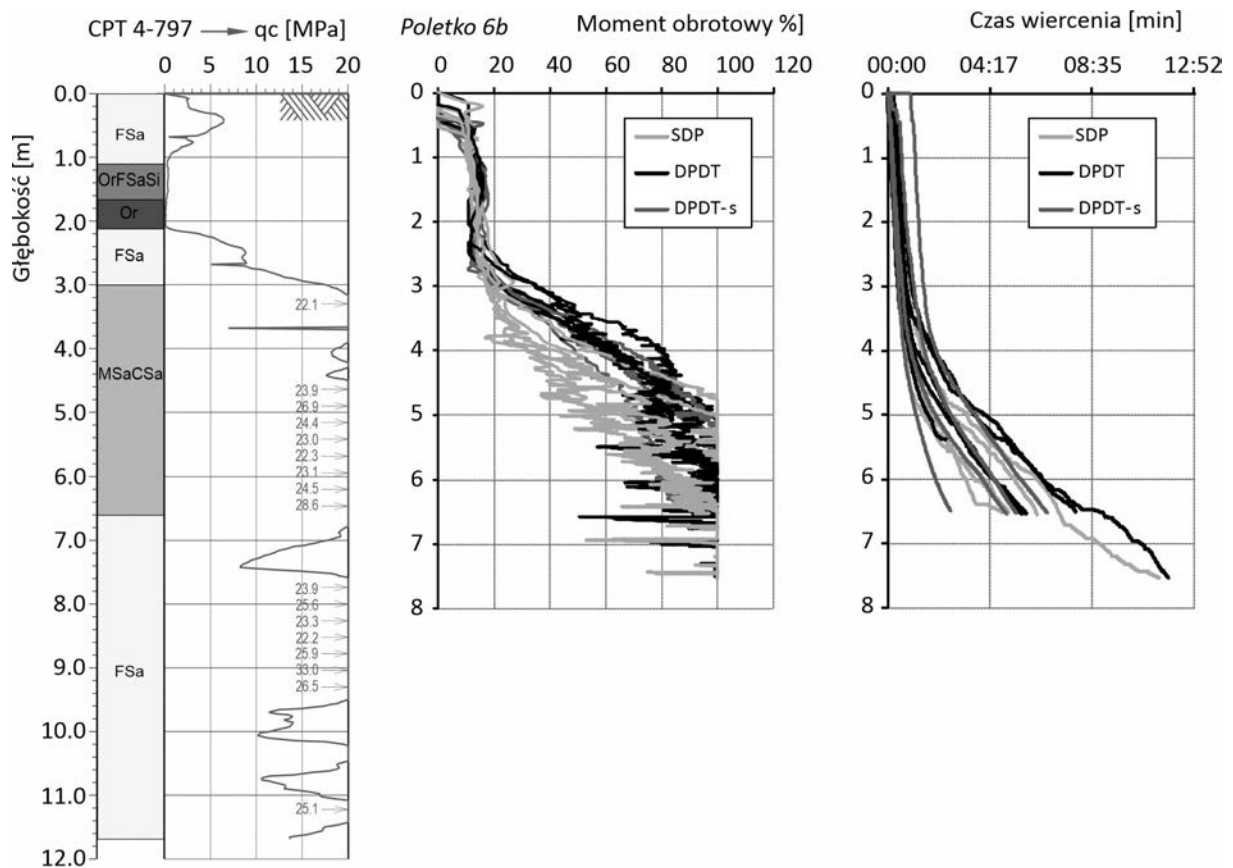 CPT 4-797 → qc [MPa]
0 5 10 15 20
Głębokość [m]
0.0
1.0
2.0
3.0
4.0
5.0
6.0
7.0
8.0
9.0
10.0
11.0
12.0
FSa
OrFSaSi
Or
FSa
MSaCSa
FSa
22.1
23.9
26.9
24.4
23.0
22.3
23.1
24.5
28.6
23.9
25.6
23.3
22.2
25.9
33.0
26.5
25.1
Poletko 6b
Moment obrotowy %]
0 20 40 60 80 100 120
0
1
2
3
4
5
6
7
8
SDP
DPDT
DPDT-s
Czas wiercenia [min]
00:00 04:17 08:35 12:52
0
1
2
3
4
5
6
7
8
SDP
DPDT
DPDT-s